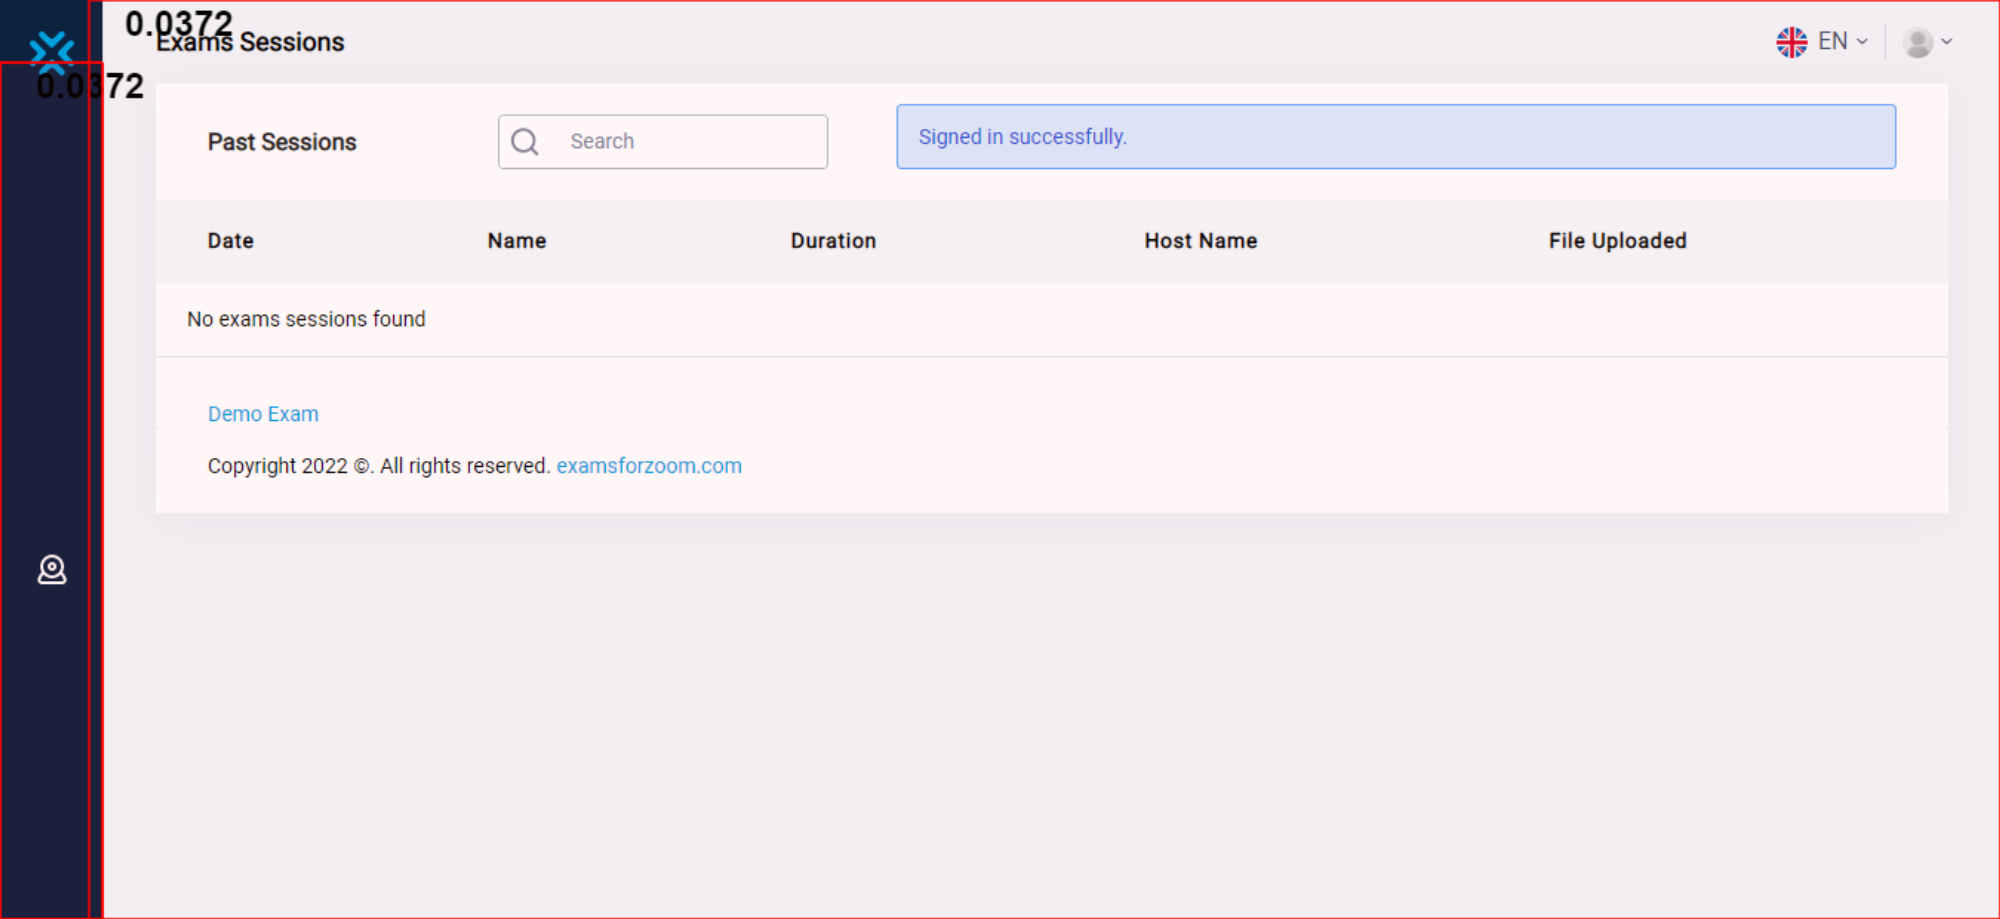 0.0372
Exams Sessions
EN
0.0372
Past Sessions
Search
Signed in successfully.
Date Name Duration Host Name File Uploaded
No exams sessions found
Demo Exam
Copyright 2022 ©. All rights reserved. examsforzoom.com